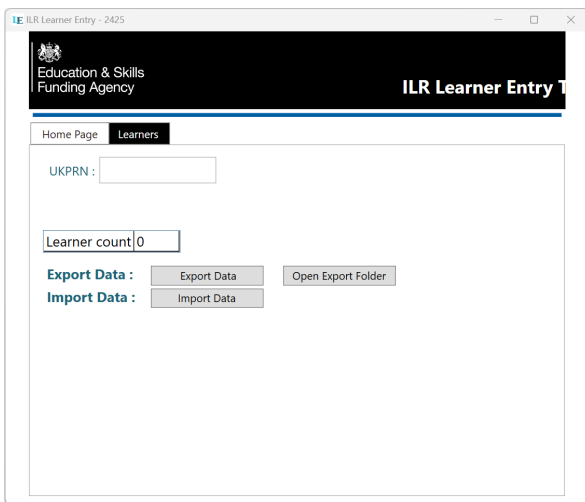 LE ILR Learner Entry - 2425
Education & Skills
Funding Agency
ILR Learner Entry T
Home Page Learners
UKPRN :
Learner count 0
Export Data : Export Data Open Export Folder
Import Data : Import Data